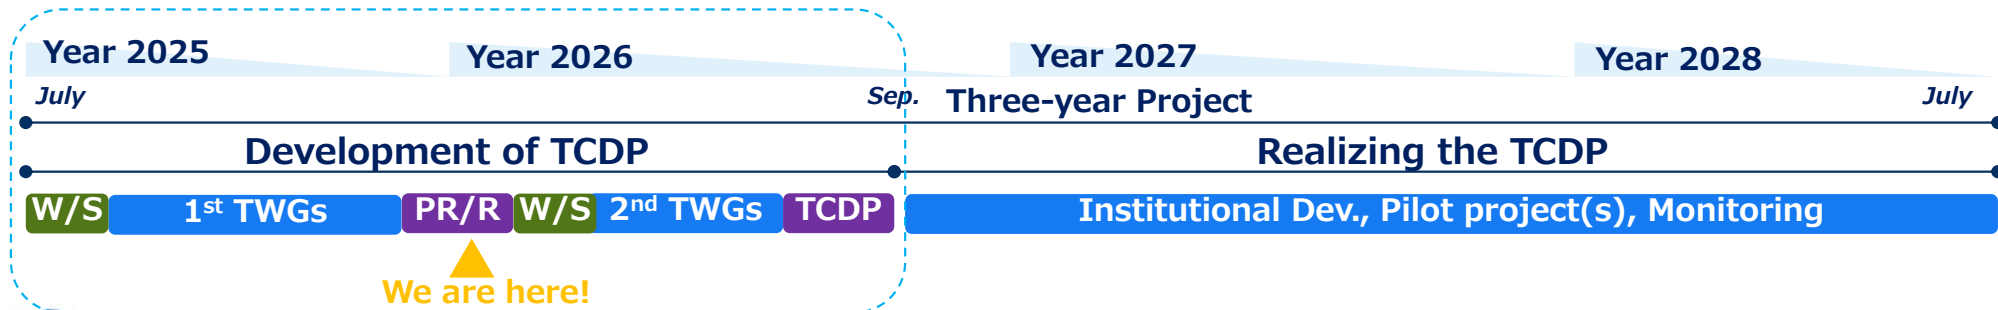 Year 2025
Year 2026
Year 2027
Year 2028
July
Sep.
Three-year Project
July
Development of TCDP
Realizing the TCDP
W/S
1st TWGs
PR/R
W/S
2nd TWGs
TCDP
Institutional Dev., Pilot project(s), Monitoring
We are here!